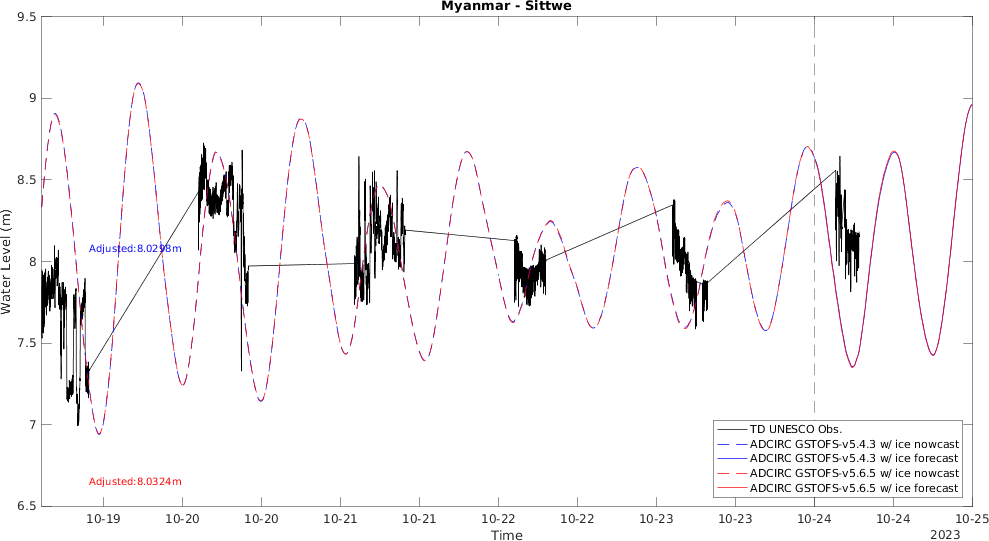 Myanmar - Sittwe
Water Level (m)
9.5
9
8.5
8
7.5
7
6.5
Adjusted:8.0298m
Adjusted:8.0324m
TD UNESCO Obs.
ADCIRC GSTOFS-v5.4.3 w/ ice nowcast
ADCIRC GSTOFS-v5.4.3 w/ ice forecast
ADCIRC GSTOFS-v5.6.5 w/ ice nowcast
ADCIRC GSTOFS-v5.6.5 w/ ice forecast
10-19 10-20 10-20 10-21 10-21 10-22 10-22 10-23 10-23 10-24 10-24 10-25
Time
2023